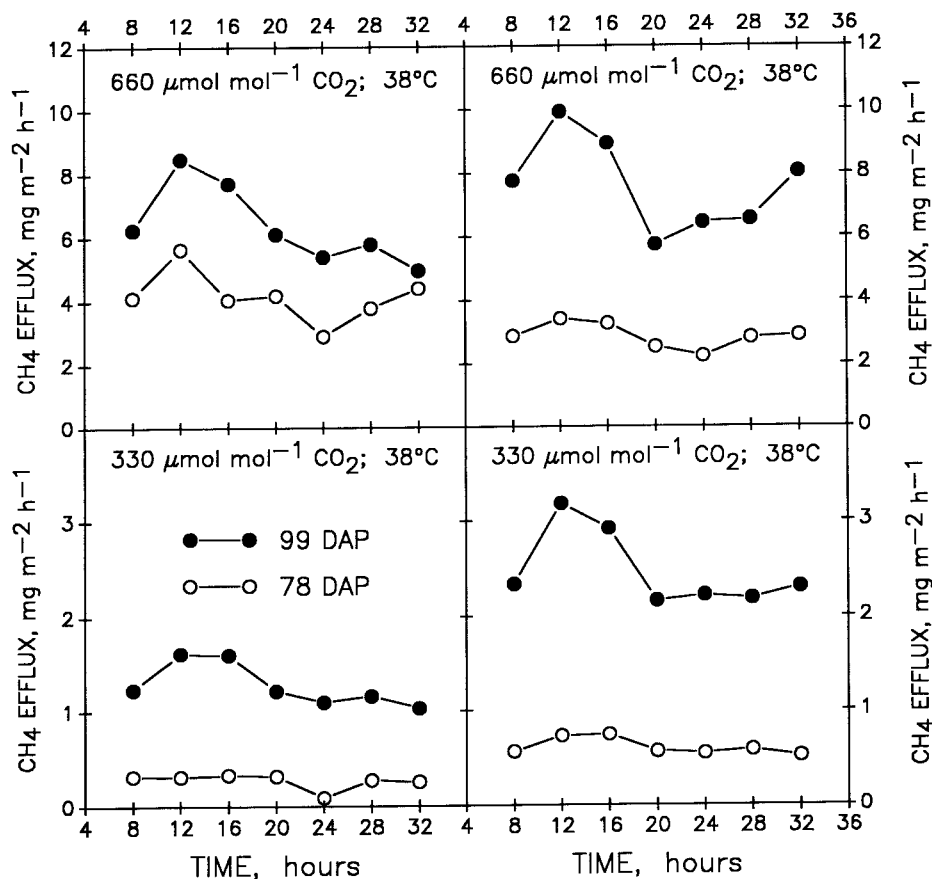 4 8 12 16 20 24 28 32 4 8 12 16 20 24 28 32 36
12
10
8
6
4
2
0
CH4 EFFLUX, mg m−2 h−1
660 μmol mol−1 CO2; 38°C
660 μmol mol−1 CO2; 38°C
12
10
8
6
4
2
0
CH4 EFFLUX, mg m−2 h−1
3
2
1
0
CH4 EFFLUX, mg m−2 h−1
330 μmol mol−1 CO2; 38°C
99 DAP
78 DAP
330 μmol mol−1 CO2; 38°C
3
2
1
0
CH4 EFFLUX, mg m−2 h−1
4 8 12 16 20 24 28 32 4 8 12 16 20 24 28 32 36
TIME, hours
TIME, hours